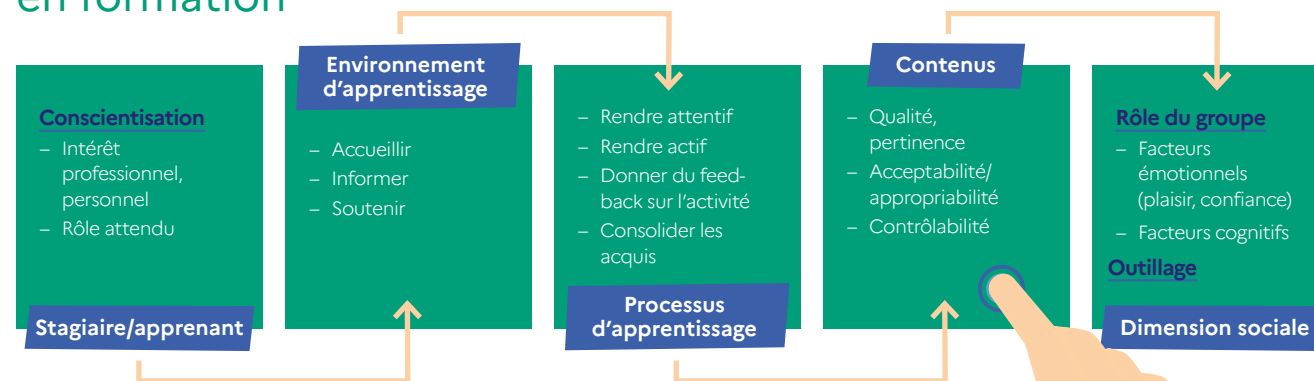 en formation
Conscientisation
– Intérêt
professionnel,
personnel
– Rôle attendu
Stagiaire/apprenant
Environnement
d'apprentissage
– Accueillir
– Informer
– Soutenir
– Rendre attentif
– Rendre actif
– Donner du feed-
back sur l'activité
– Consolider les
acquis
Processus
d'apprentissage
Contenus
– Qualité,
pertinence
– Acceptabilité/
appropriabilité
– Contrôlabilité
Rôle du groupe
– Facteurs
émotionnels
(plaisir, confiance)
– Facteurs cognitifs
Outillage
Dimension sociale